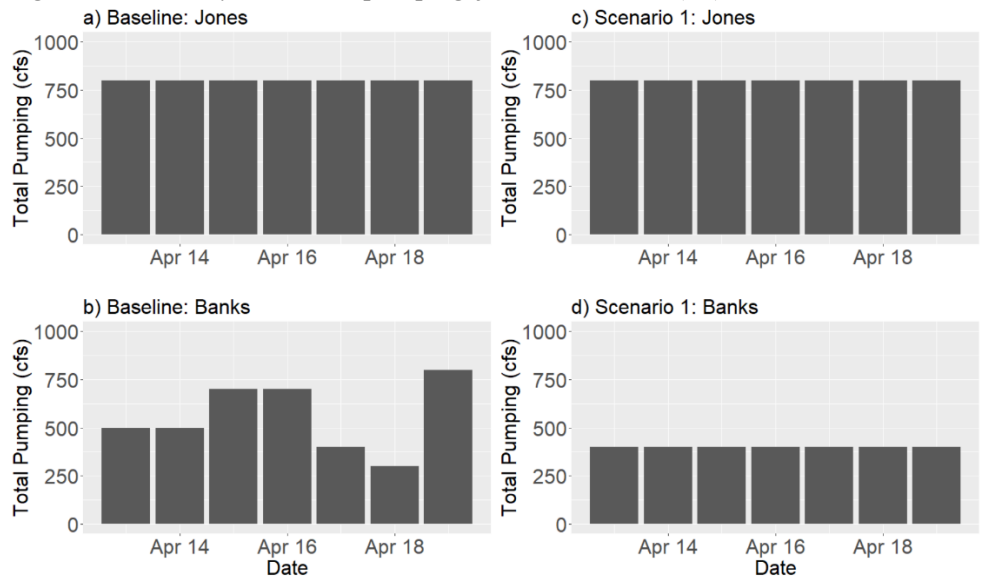 a) Baseline: Jones
Total Pumping (cfs)
1000
750
500
250
0
Apr 14 Apr 16 Apr 18
c) Scenario 1: Jones
Total Pumping (cfs)
1000
750
500
250
0
Apr 14 Apr 16 Apr 18
b) Baseline: Banks
Total Pumping (cfs)
1000
750
500
250
0
Apr 14 Apr 16 Apr 18
Date
d) Scenario 1: Banks
Total Pumping (cfs)
1000
750
500
250
0
Apr 14 Apr 16 Apr 18
Date